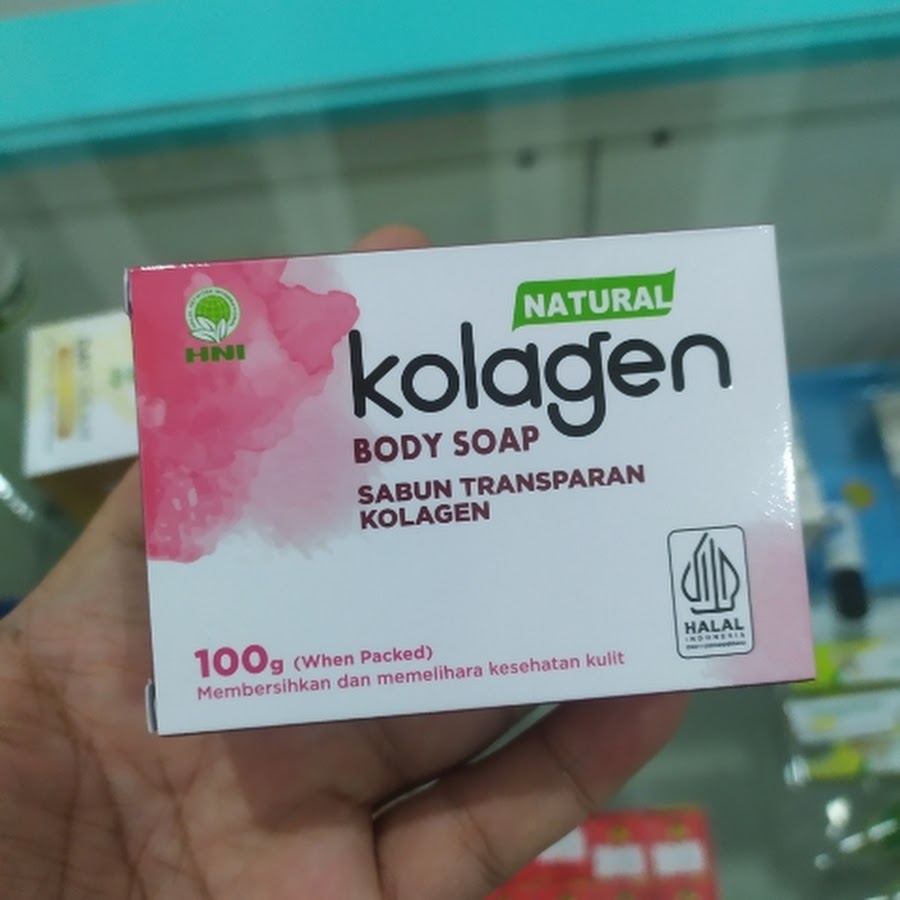 HNI
NATURAL
kolagen
BODY SOAP
SABUN TRANSPARAN
KOLAGEN
HALAL
INDONESIA
100g (When Packed)
Membersihkan dan memelihara kesehatan kulit